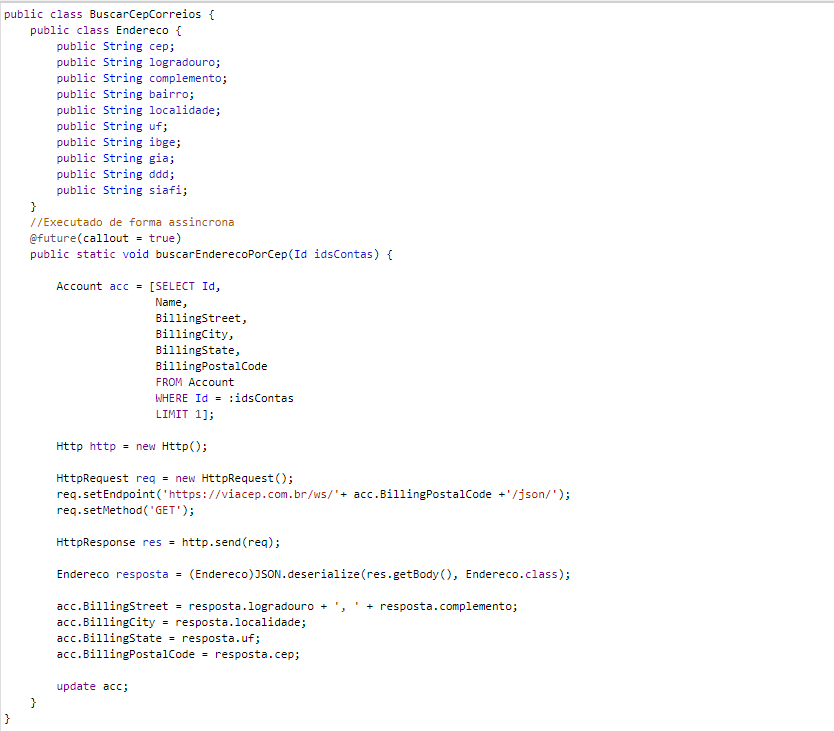 public class BuscarCepCorreios {
    public class Endereco {
        public String cep;
        public String logradouro;
        public String complemento;
        public String bairro;
        public String localidade;
        public String uf;
        public String ibge;
        public String gia;
        public String ddd;
        public String siafi;
    }
    //Executado de forma assincrona
    @future(callout = true)
    public static void buscarEnderecoPorCep(Id idsContas) {
        Account acc = [SELECT Id,
                       Name,
                       BillingStreet,
                       BillingCity,
                       BillingState,
                       BillingPostalCode
                       FROM Account
                       WHERE Id = :idsContas
                       LIMIT 1];
        Http http = new Http();
        HttpRequest req = new HttpRequest();
        req.setEndpoint('https://viacep.com.br/ws/'+ acc.BillingPostalCode +'/json/');
        req.setMethod('GET');
        HttpResponse res = http.send(req);
        Endereco resposta = (Endereco)JSON.deserialize(res.getBody(), Endereco.class);
        acc.BillingStreet = resposta.logradouro + ', ' + resposta.complemento;
        acc.BillingCity = resposta.localidade;
        acc.BillingState = resposta.uf;
        acc.BillingPostalCode = resposta.cep;
        update acc;
    }
}